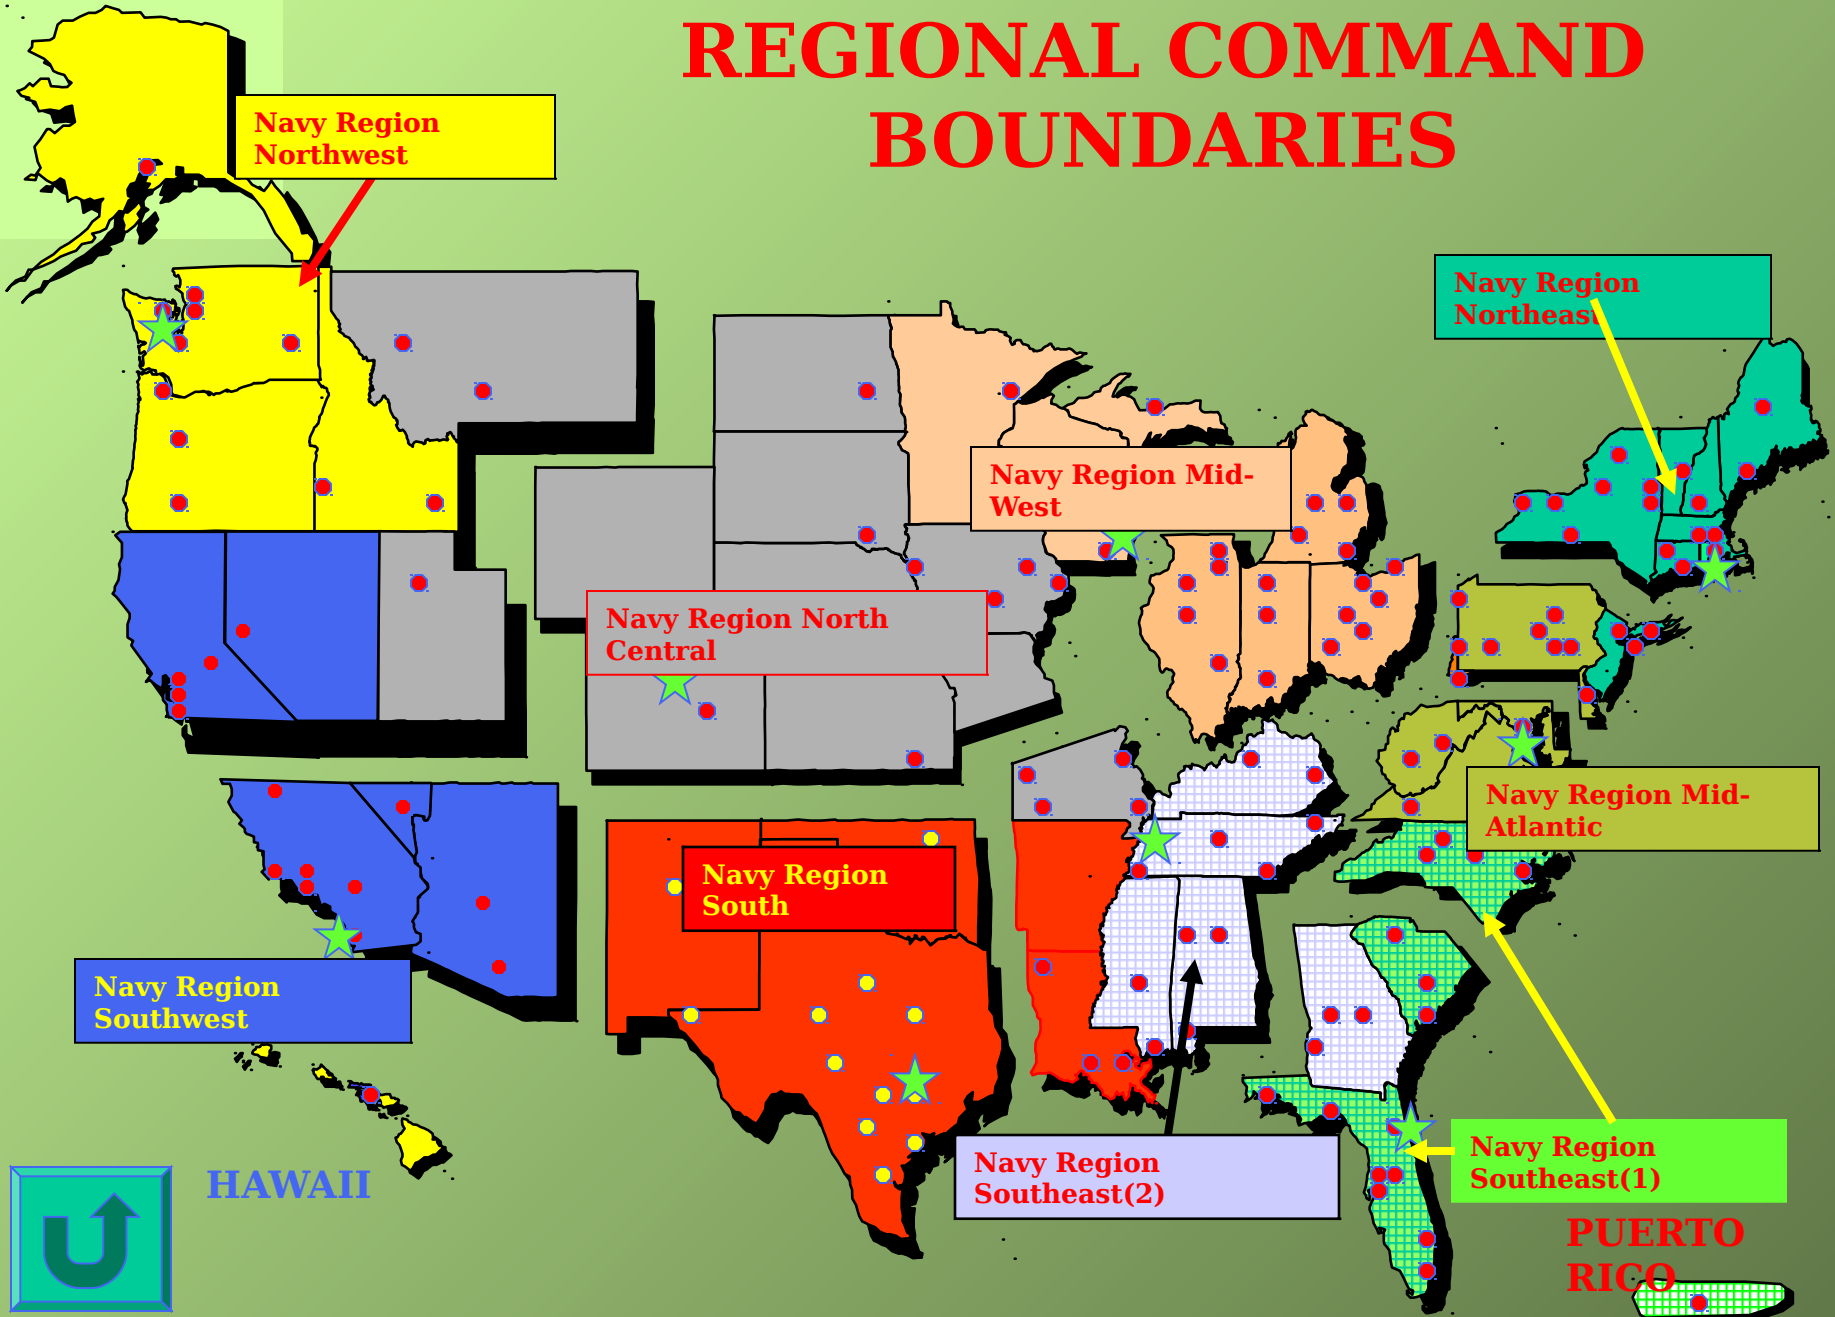 REGIONAL COMMAND
BOUNDARIES
Navy Region
Northwest
Navy Region
Northeast
Navy Region Mid-
West
Navy Region North
Central
Navy Region Mid-
Atlantic
Navy Region
South
Navy Region
Southwest
Navy Region
Southeast(2)
Navy Region
Southeast(1)
HAWAII
PUERTO
RICO